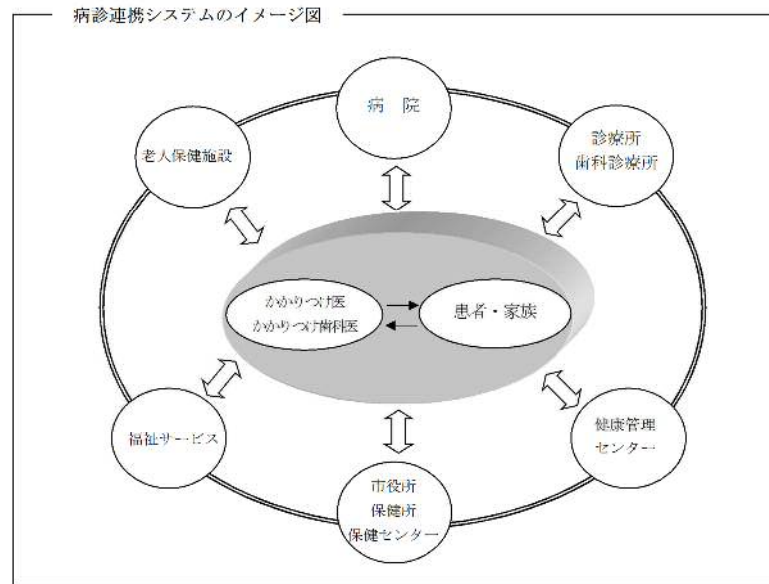 病診連携システムのイメージ図
病 院
老人保健施設
診療所
歯科診療所
かかりつけ医
かかりつけ歯科医
患者・家族
福祉サービス
健康管理
センター
市役所
保健所
保健センター